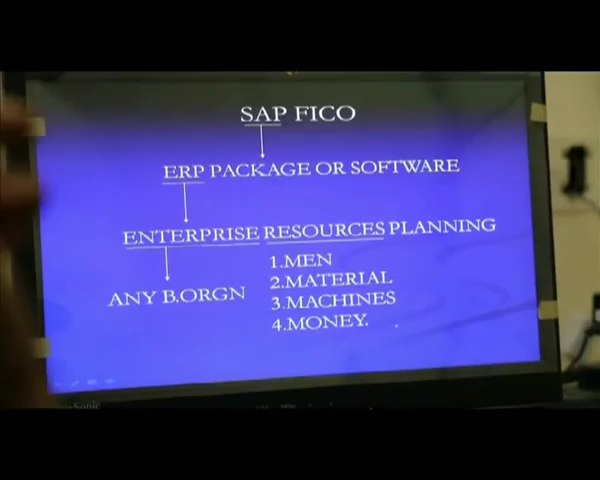 SAP FICO
ERP PACKAGE OR SOFTWARE
ENTERPRISE RESOURCES PLANNING
1.MEN
2.MATERIAL
ANY B.ORGN
3.MACHINES
4.MONEY.